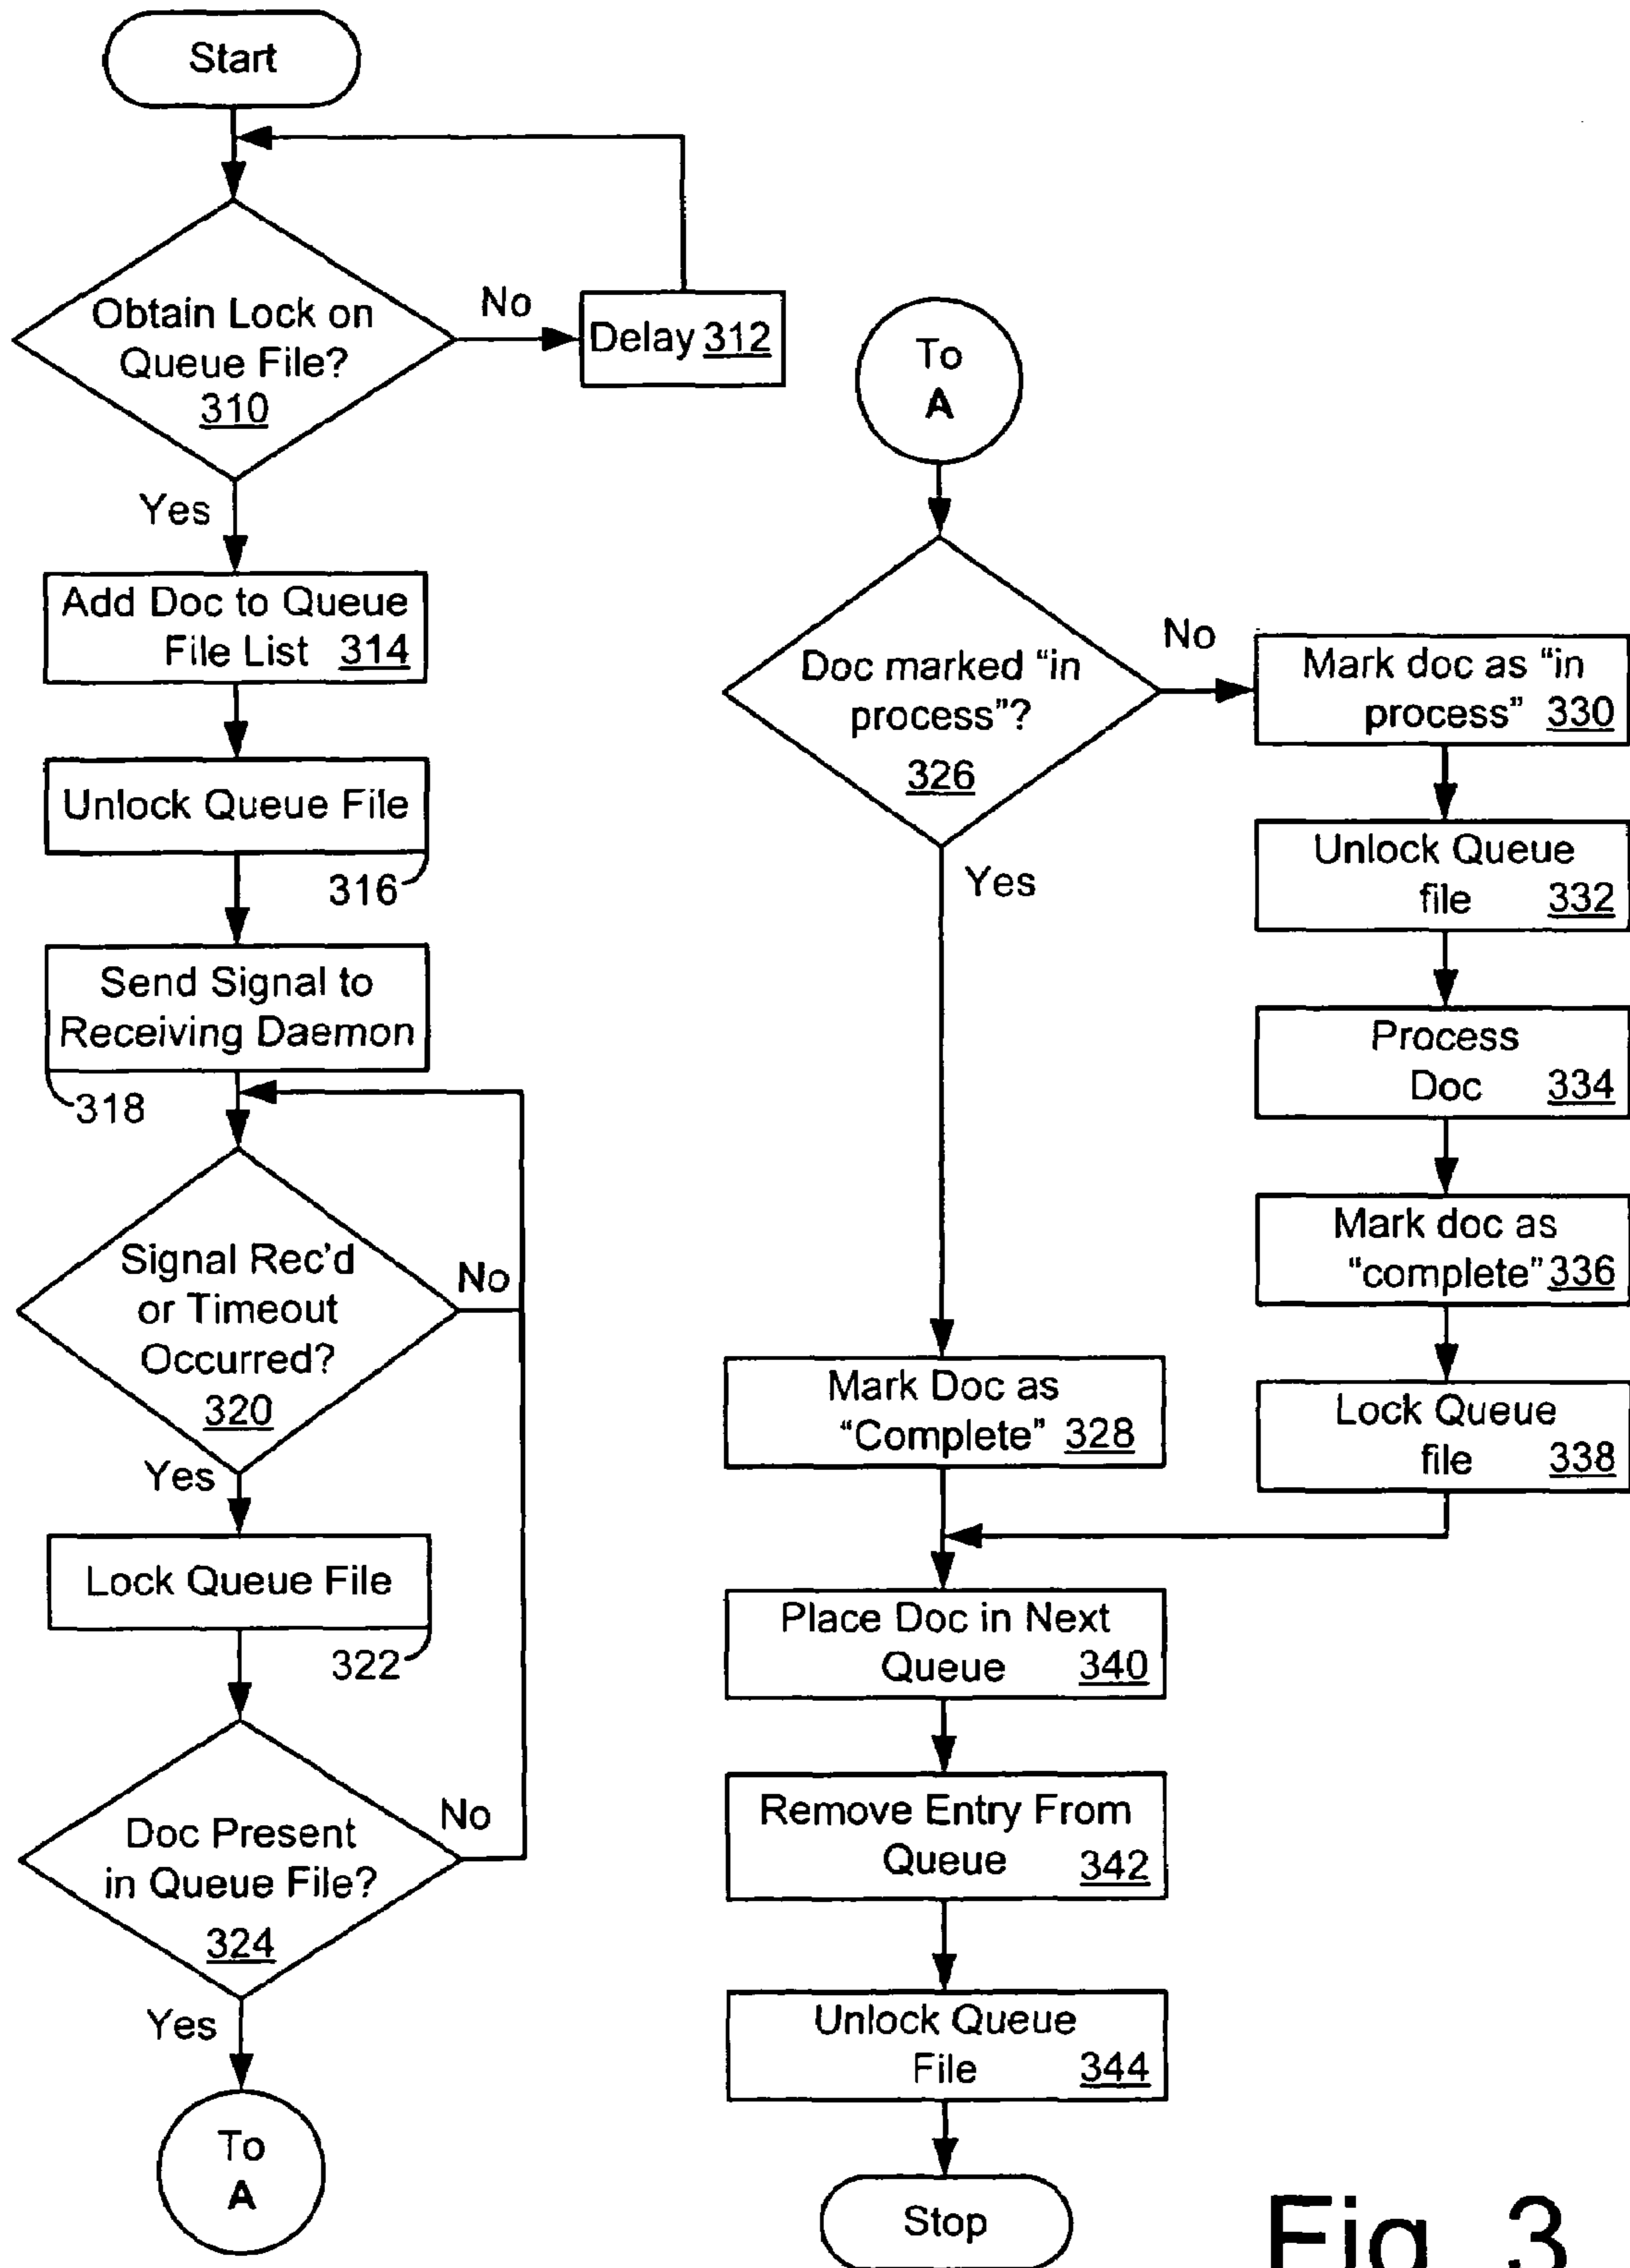 Start
Obtain Lock on
Queue File?
310
No
Delay 312
Yes
Add Doc to Queue
File List 314
Unlock Queue File
316
Send Signal to
Receiving Daemon
318
Signal Rec'd
or Timeout
Occurred?
320
No
Yes
Lock Queue File
322
Doc Present
in Queue File?
324
No
Yes
To
A
To
A
Doc marked “in
process”?
326
No
Yes
Mark doc as “in
process” 330
Unlock Queue
file 332
Process
Doc 334
Mark doc as
“complete” 336
Lock Queue
file 338
Mark Doc as
“Complete” 328
Place Doc in Next
Queue 340
Remove Entry From
Queue 342
Unlock Queue
File 344
Stop
Fig. 3